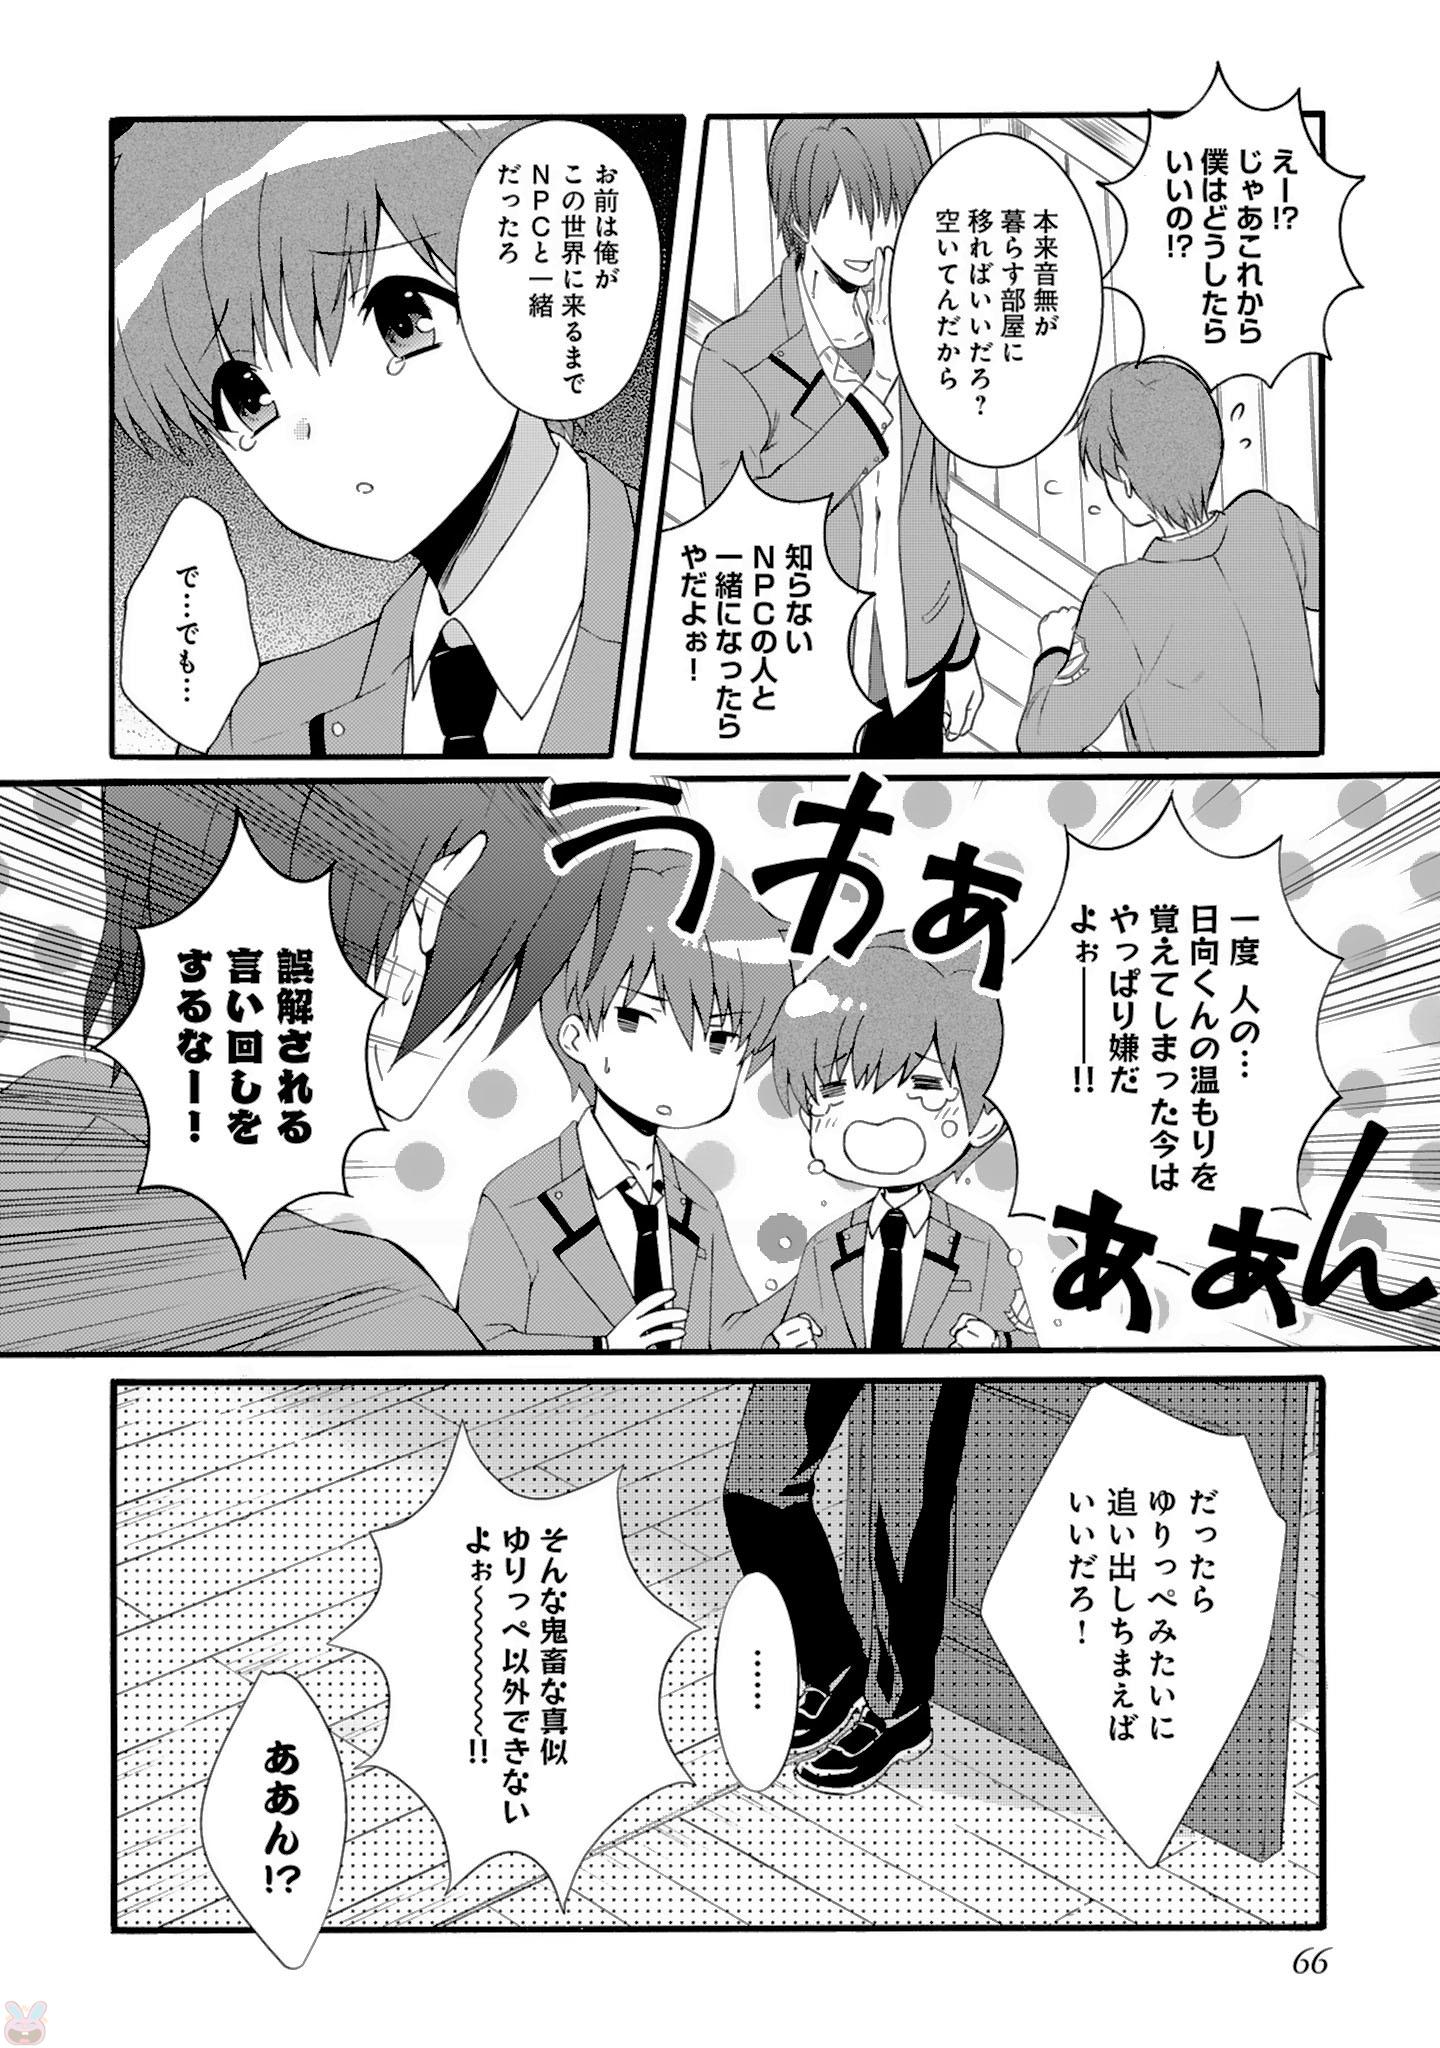 えー!?
じゃあこれから
僕はどうしたら
いいの!?
本来音無が
暮らす部屋に
移ればいいだろ?
空いてんだから
知らない
NPCの人と
一緒になったら
やだよぉ!
お前は俺が
この世界に来るまで
NPCと一緒
だったろ
で…でも…
一度 人の…
日向くんの温もりを
覚えてしまった今は
やっぱり嫌だ
よぉ――!!
うわぁ
ああぁん
誤解される
言い回しを
するなー!
だったら
ゆりっぺみたいに
追い出しちまえば
いいだろ!
……
そんな鬼畜な真似
ゆりっぺ以外できない
よぉ~~~~~!!
ああん!?
66